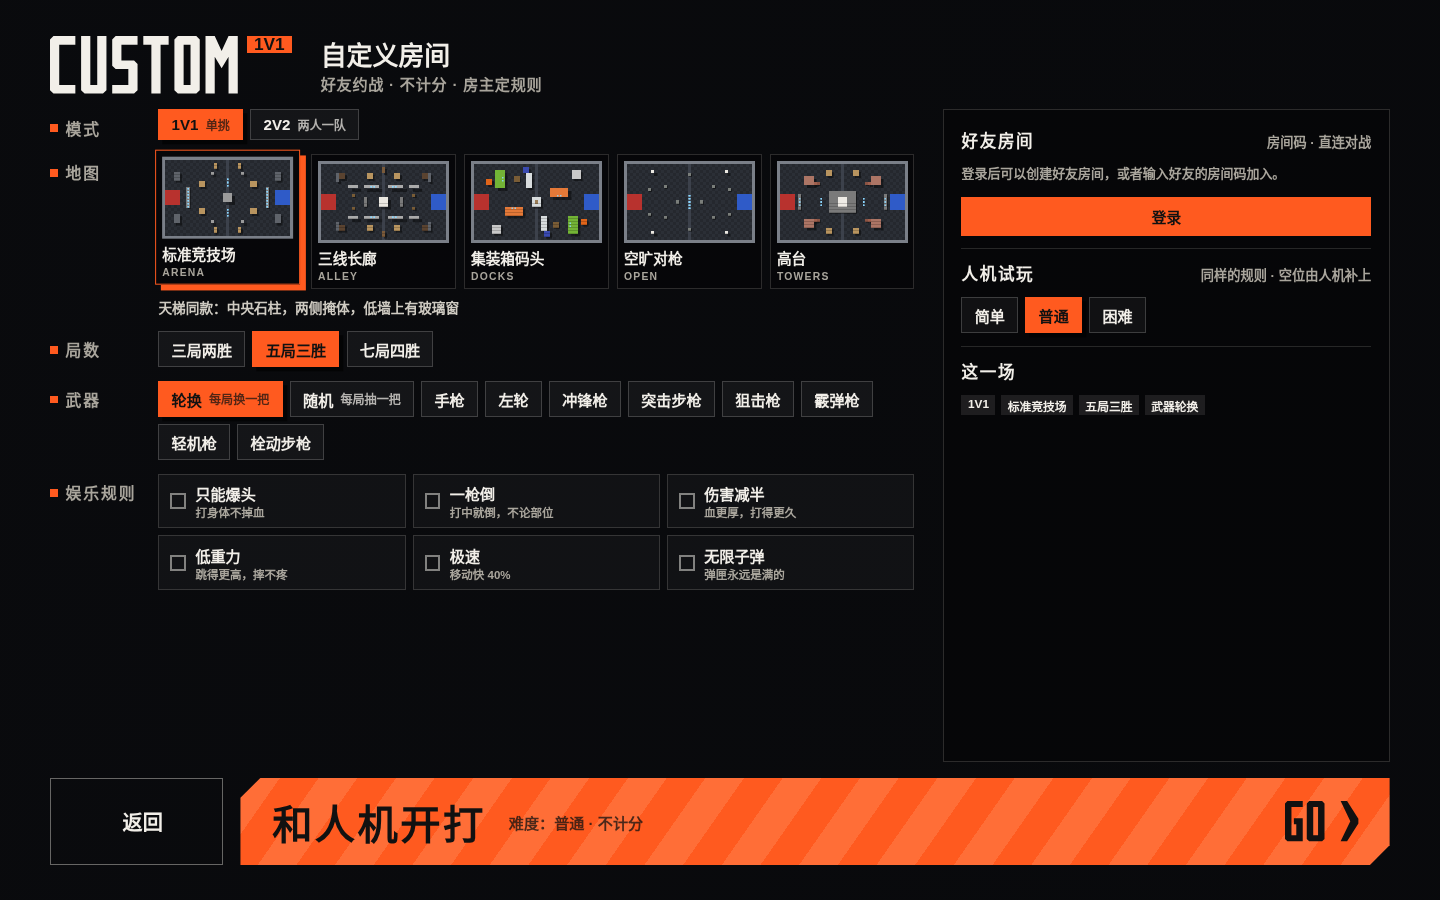 CUSTOM 1V1
自定义房间
好友约战 · 不计分 · 房主定规则
模式
1V1 单挑
2V2 两人一队
地图
标准竞技场
ARENA
三线长廊
ALLEY
集装箱码头
DOCKS
空旷对枪
OPEN
高台
TOWERS
天梯同款：中央石柱，两侧掩体，低墙上有玻璃窗
局数
三局两胜
五局三胜
七局四胜
武器
轮换 每局换一把
随机 每局抽一把
手枪
左轮
冲锋枪
突击步枪
狙击枪
霰弹枪
轻机枪
栓动步枪
娱乐规则
只能爆头
打身体不掉血
一枪倒
打中就倒，不论部位
伤害减半
血更厚，打得更久
低重力
跳得更高，摔不疼
极速
移动快 40%
无限子弹
弹匣永远是满的
好友房间
房间码 · 直连对战
登录后可以创建好友房间，或者输入好友的房间码加入。
登录
人机试玩
同样的规则 · 空位由人机补上
简单
普通
困难
这一场
1V1
标准竞技场
五局三胜
武器轮换
返回
和人机开打
难度：普通 · 不计分
GO